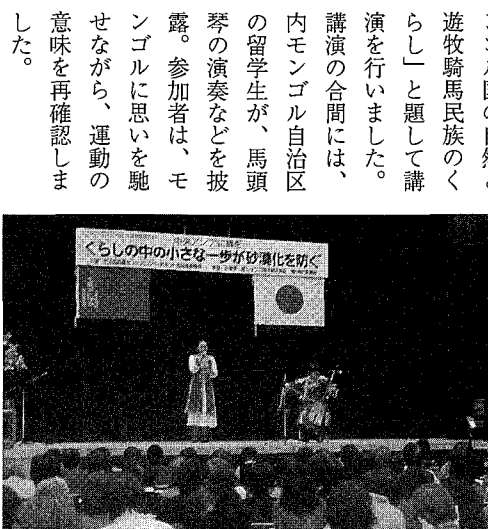 遊牧騎馬民族のく
らし」と題して講
演を行いました。
講演の合間には、
内モンゴル自治区
の留学生が、馬頭
琴の演奏などを披
露。参加者は、モ
ンゴルに思いを馳
せながら、運動の
意味を再確認しま
した。
くらしの中の小さな一歩が砂漠化を防ぐ